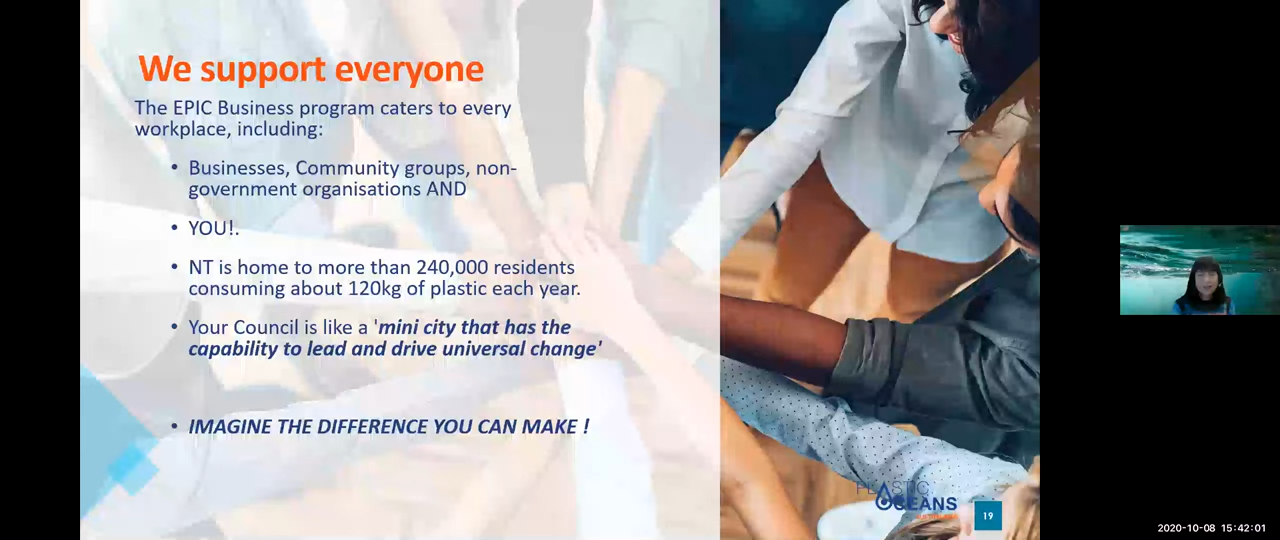 We support everyone
The EPIC Business program caters to every
workplace, including:
• Businesses, Community groups, non-
government organisations AND
• YOU!.
• NT is home to more than 240,000 residents
consuming about 120kg of plastic each year.
• Your Council is like a 'mini city that has the
capability to lead and drive universal change'
• IMAGINE THE DIFFERENCE YOU CAN MAKE !
PLASTIC
OCEANS
19
2020-10-08 15:42:01